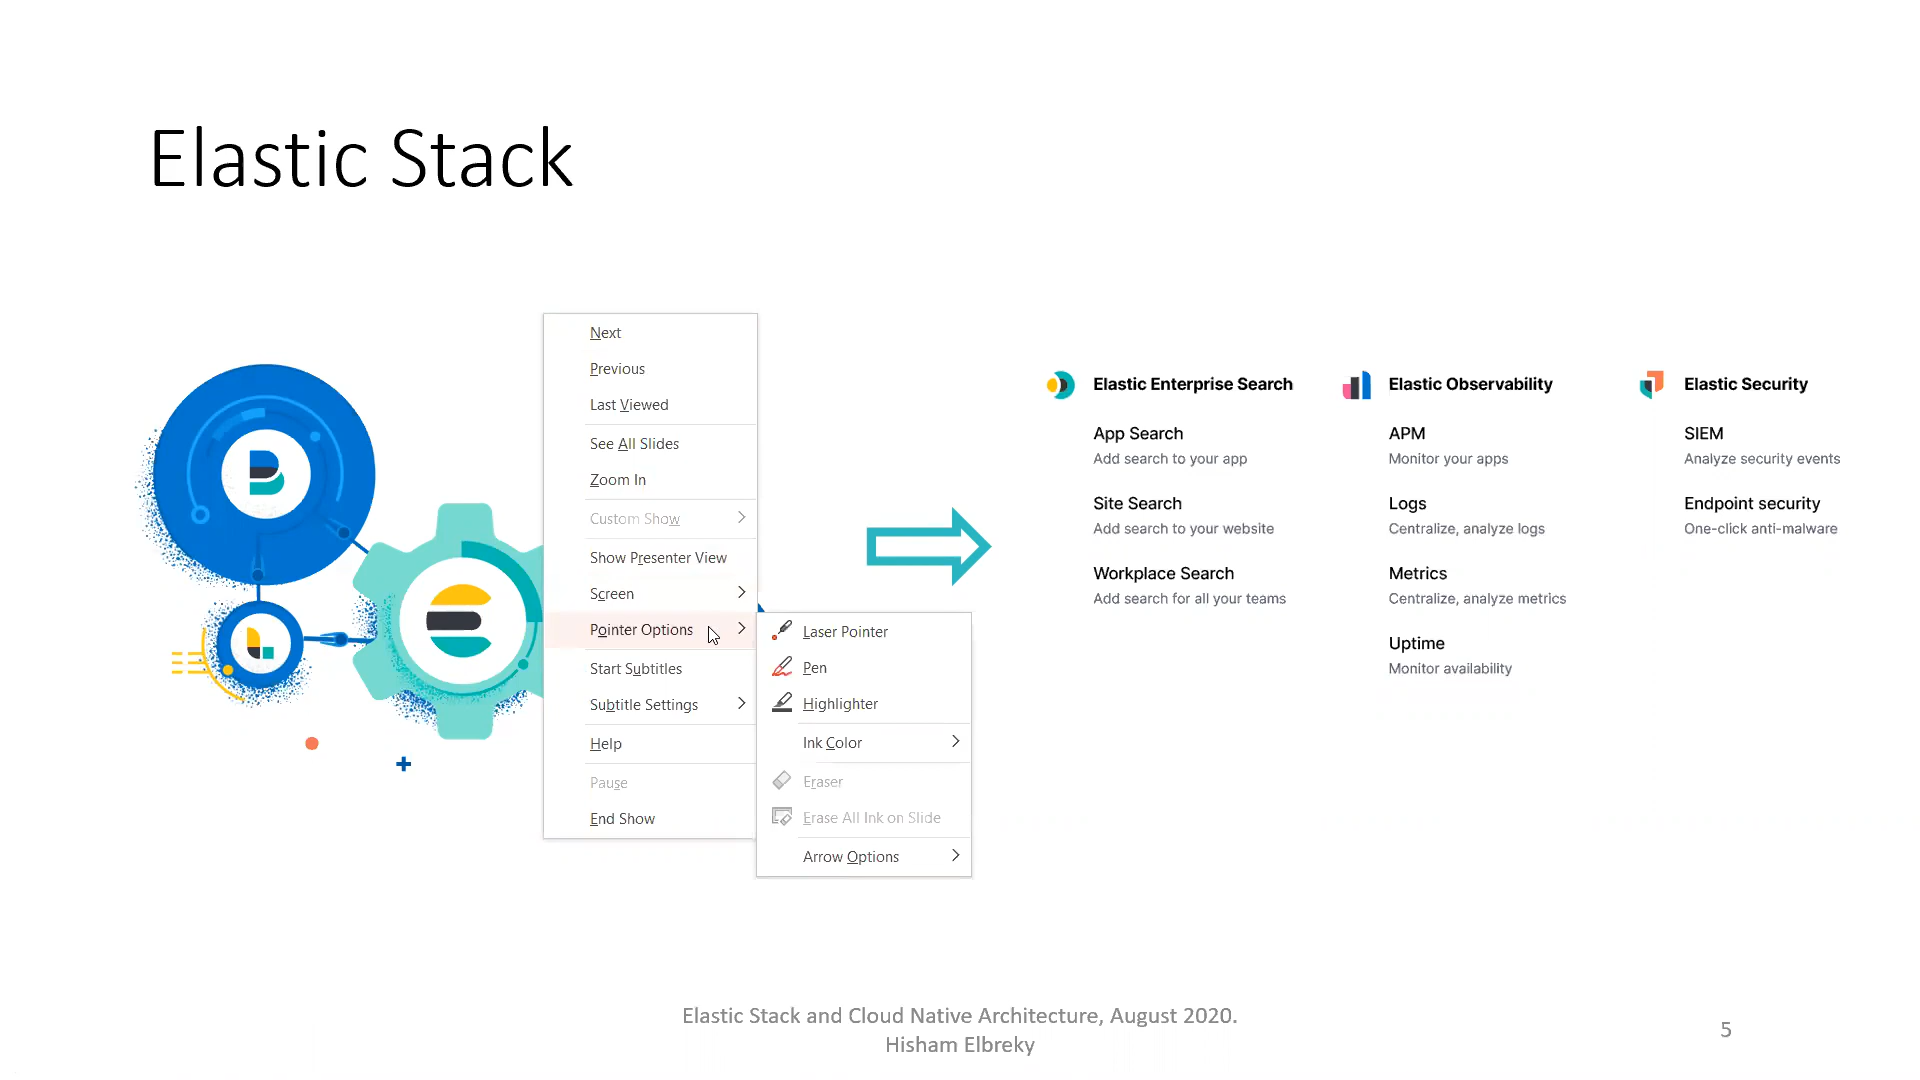 Elastic Stack
Next
Previous
Last Viewed
See All Slides
Zoom In
Custom Show
Show Presenter View
Screen
Pointer Options
Start Subtitles
Subtitle Settings
Help
Pause
End Show
Laser Pointer
Pen
Highlighter
Ink Color
Eraser
Erase All Ink on Slide
Arrow Options
Elastic Enterprise Search
App Search
Add search to your app
Site Search
Add search to your website
Workplace Search
Add search for all your teams
Elastic Observability
APM
Monitor your apps
Logs
Centralize, analyze logs
Metrics
Centralize, analyze metrics
Uptime
Monitor availability
Elastic Security
SIEM
Analyze security events
Endpoint security
One-click anti-malware
Elastic Stack and Cloud Native Architecture, August 2020.
Hisham Elbreky
5